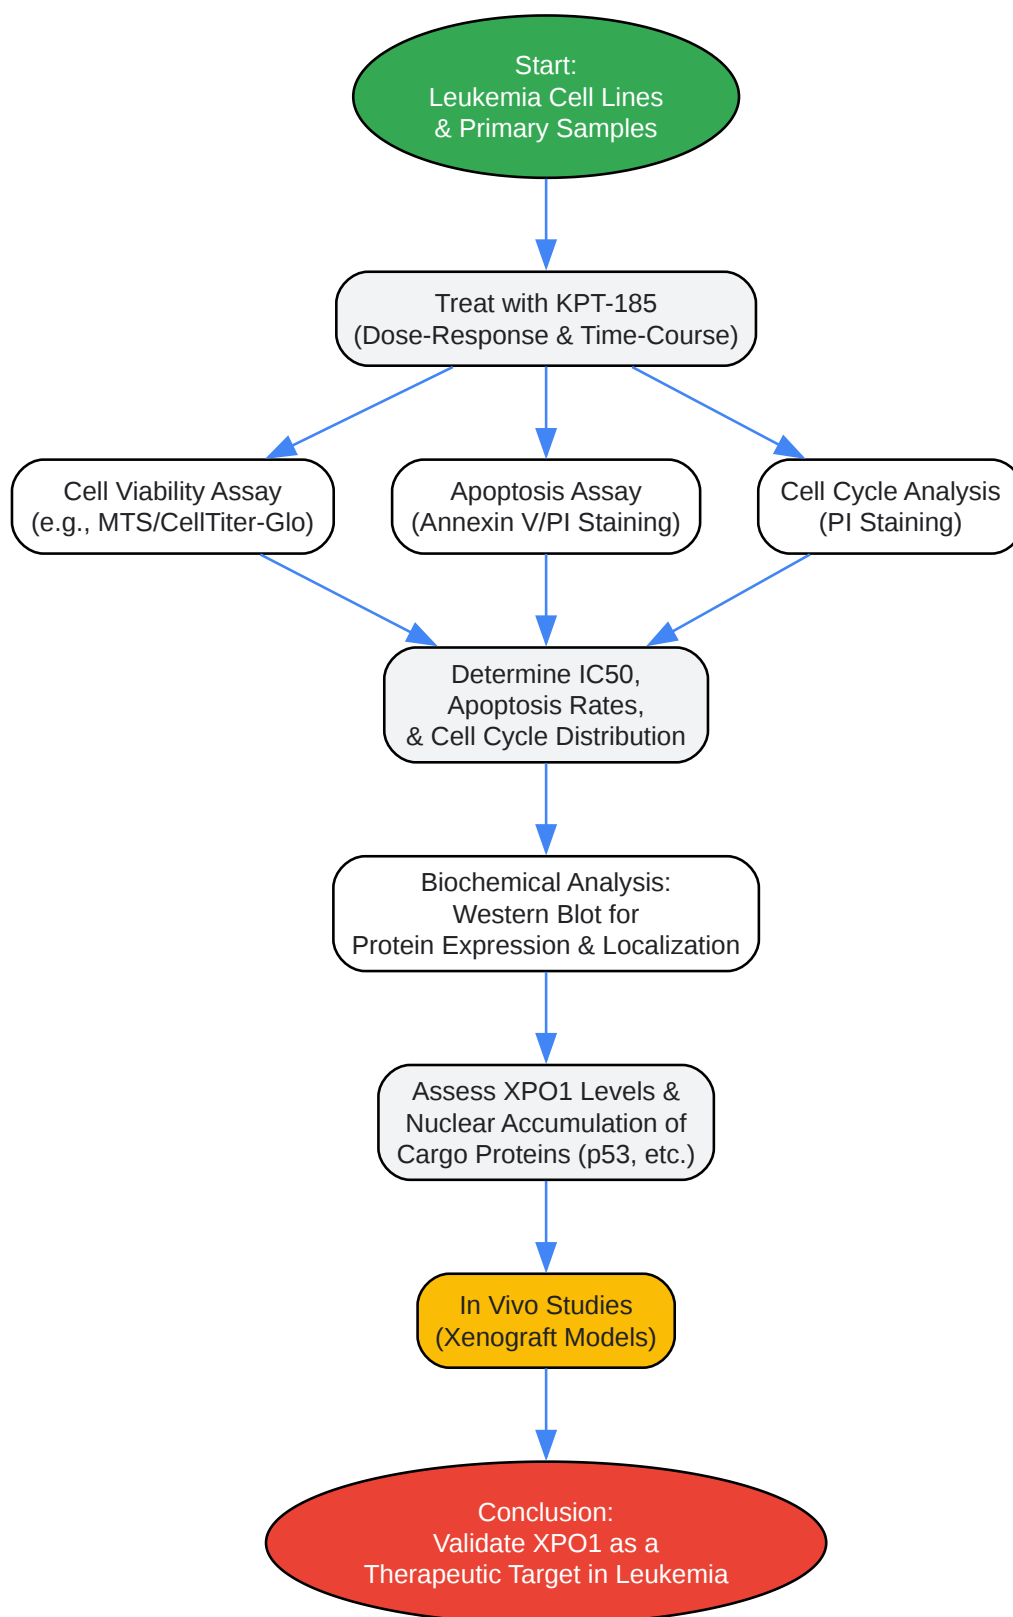 Start:
Leukemia Cell Lines
& Primary Samples
Treat with KPT-185
(Dose-Response & Time-Course)
Cell Viability Assay
(e.g., MTS/CellTiter-Glo)
Apoptosis Assay
(Annexin V/PI Staining)
Cell Cycle Analysis
(PI Staining)
Determine IC50,
Apoptosis Rates,
& Cell Cycle Distribution
Biochemical Analysis:
Western Blot for
Protein Expression & Localization
Assess XPO1 Levels &
Nuclear Accumulation of
Cargo Proteins (p53, etc.)
In Vivo Studies
(Xenograft Models)
Conclusion:
Validate XPO1 as a
Therapeutic Target in Leukemia